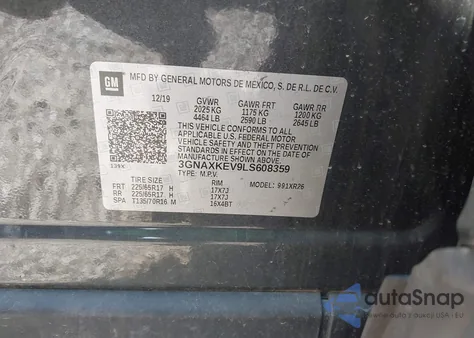 GM
MFD BY GENERAL MOTORS DE MEXICO, S. DE R.L. DE C.V.
12/19 GVWR GAWR FRT GAWR RR
2025 KG 1175 KG 1200 KG
4464 LB 2590 LB 2645 LB
THIS VEHICLE CONFORMS TO ALL
APPLICABLE U.S. FEDERAL MOTOR
VEHICLE SAFETY, BUMPER, AND THEFT
PREVENTION STANDARDS IN EFFECT ON
THE DATE OF MANUFACTURE SHOWN ABOVE.
3GNAXKEV9LS608359
TYPE: M.P.V. MODEL: 991XR26
TIRE SIZE RIM
FRT 225/65R17 H 17X7J
RR 225/65R17 H 17X7J
SPA T135/70R16 M 16X4BT
autoSnap